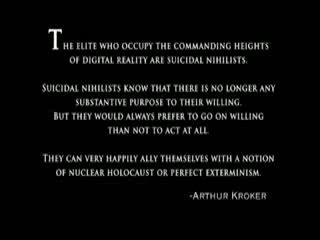 THE ELITE WHO OCCUPY THE COMMANDING HEIGHTS
OF DIGITAL REALITY ARE SUICIDAL NIHILISTS.
SUICIDAL NIHILISTS KNOW THAT THERE IS NO LONGER ANY
SUBSTANTIVE PURPOSE TO THEIR WILLING.
BUT THEY WOULD ALWAYS PREFER TO GO ON WILLING
THAN NOT TO ACT AT ALL.
THEY CAN VERY HAPPILY ALLY THEMSELVES WITH A NOTION
OF NUCLEAR HOLOCAUST OR PERFECT EXTERMINISM.
-ARTHUR KROKER